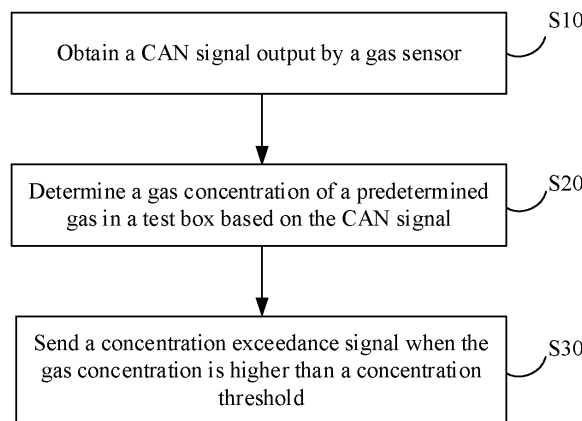 S10
Obtain a CAN signal output by a gas sensor
S20
Determine a gas concentration of a predetermined
gas in a test box based on the CAN signal
S30
Send a concentration exceedance signal when the
gas concentration is higher than a concentration
threshold